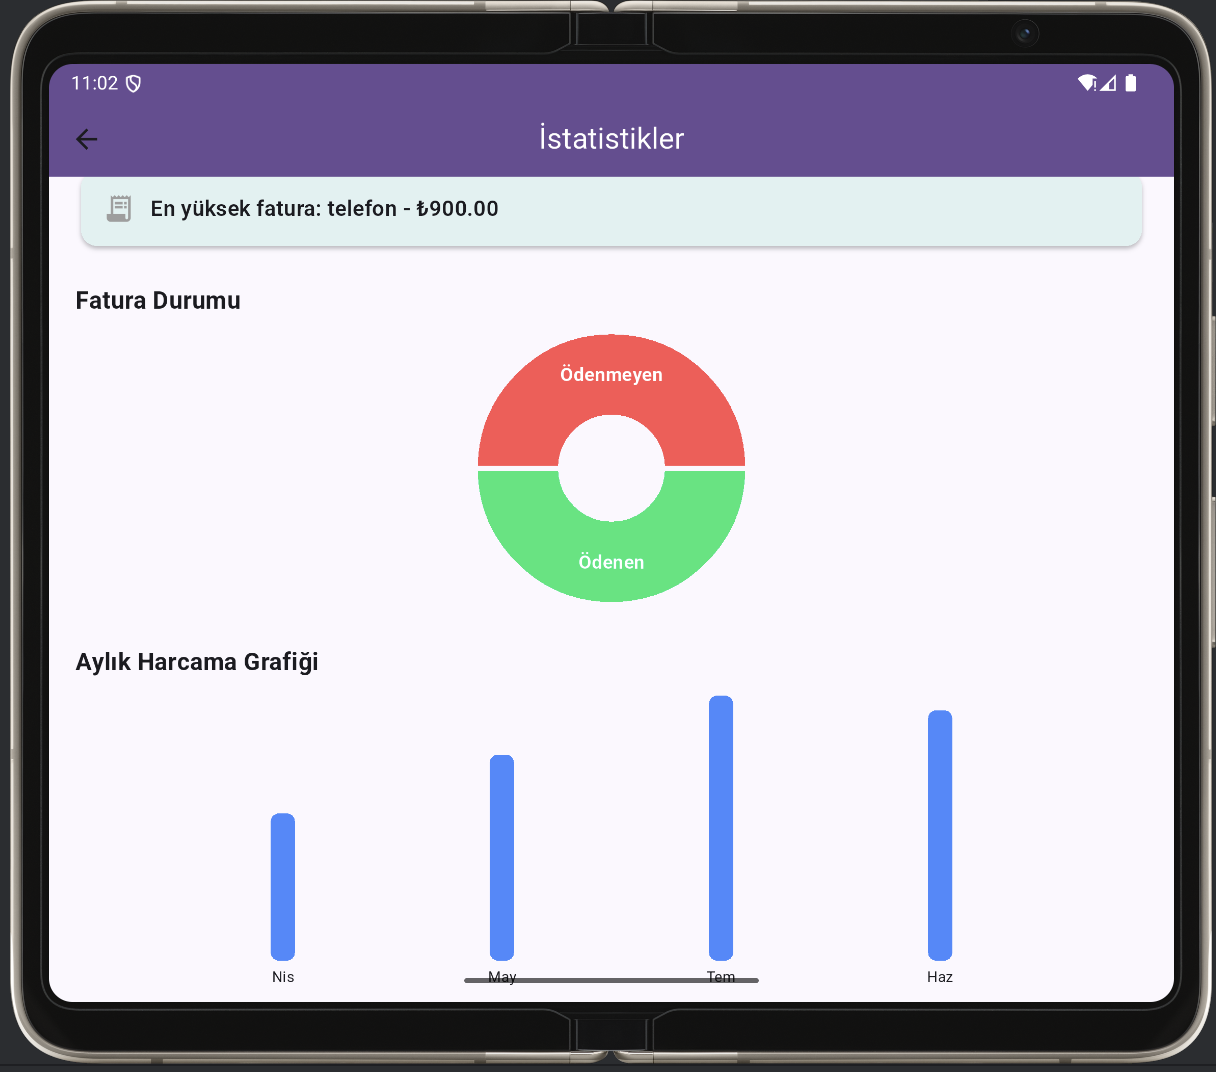 11:02
İstatistikler
En yüksek fatura: telefon - ₺900.00
Fatura Durumu
Ödenmeyen
Ödenen
Aylık Harcama Grafiği
Nis May Tem Haz